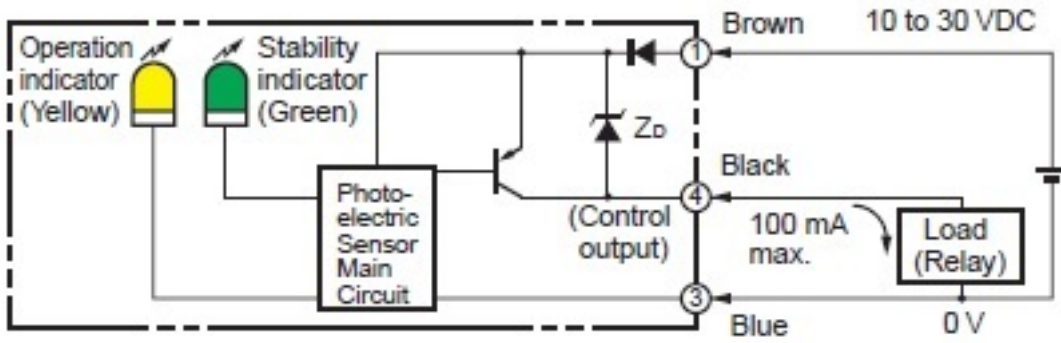 Operation
indicator
(Yellow)
Stability
indicator
(Green)
Photo-
electric
Sensor
Main
Circuit
ZD
(Control
output)
1
4
3
Brown
10 to 30 VDC
Black
100 mA
max.
Load
(Relay)
Blue
0 V